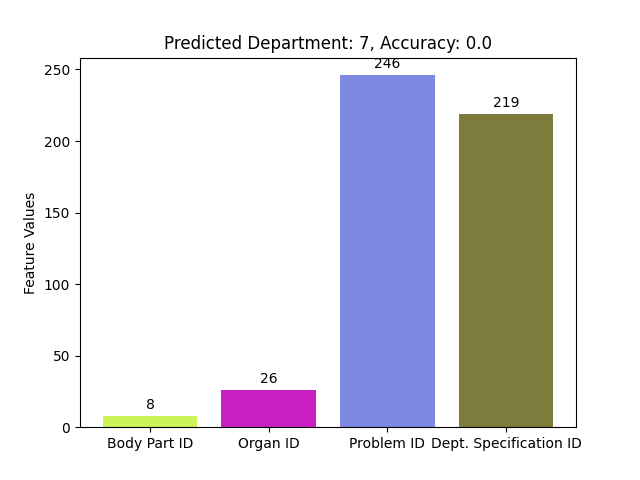 Predicted Department: 7, Accuracy: 0.0
250
200
150
100
50
0
Feature Values
8
26
246
219
Body Part ID
Organ ID
Problem ID
Dept. Specification ID